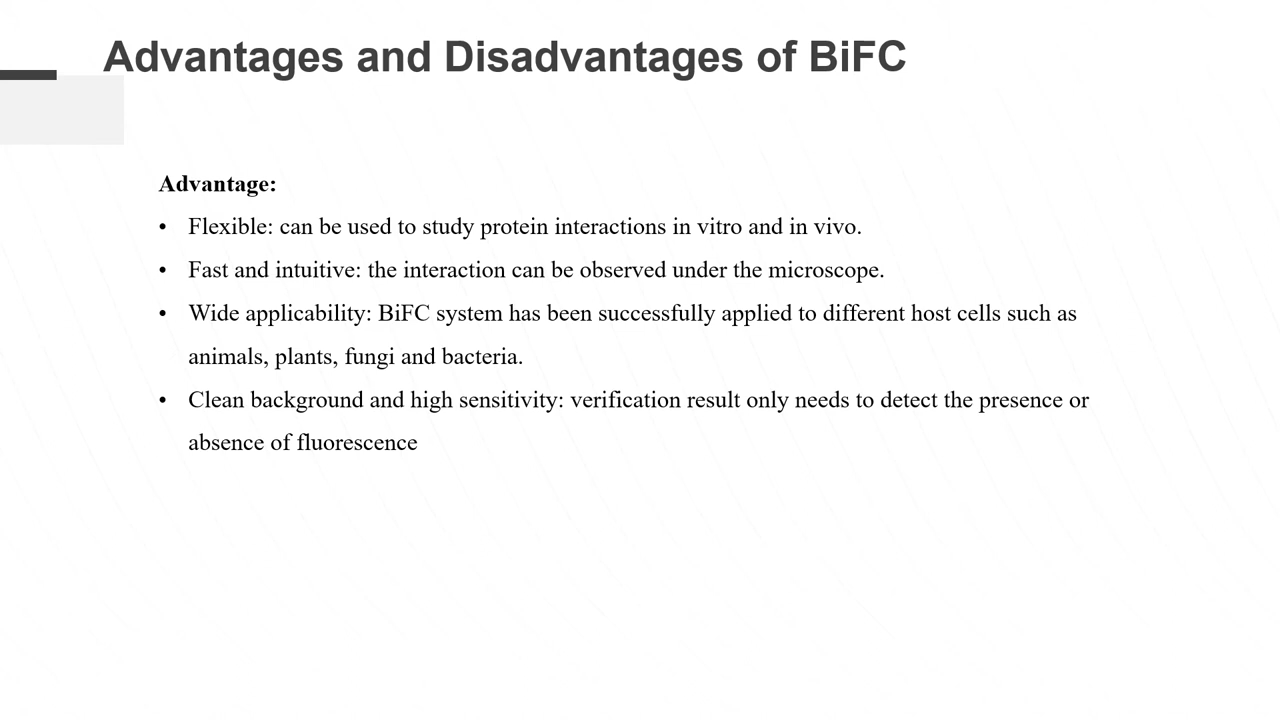 Advantages and Disadvantages of BiFC
Advantage:
• Flexible: can be used to study protein interactions in vitro and in vivo.
• Fast and intuitive: the interaction can be observed under the microscope.
• Wide applicability: BiFC system has been successfully applied to different host cells such as
animals, plants, fungi and bacteria.
• Clean background and high sensitivity: verification result only needs to detect the presence or
absence of fluorescence